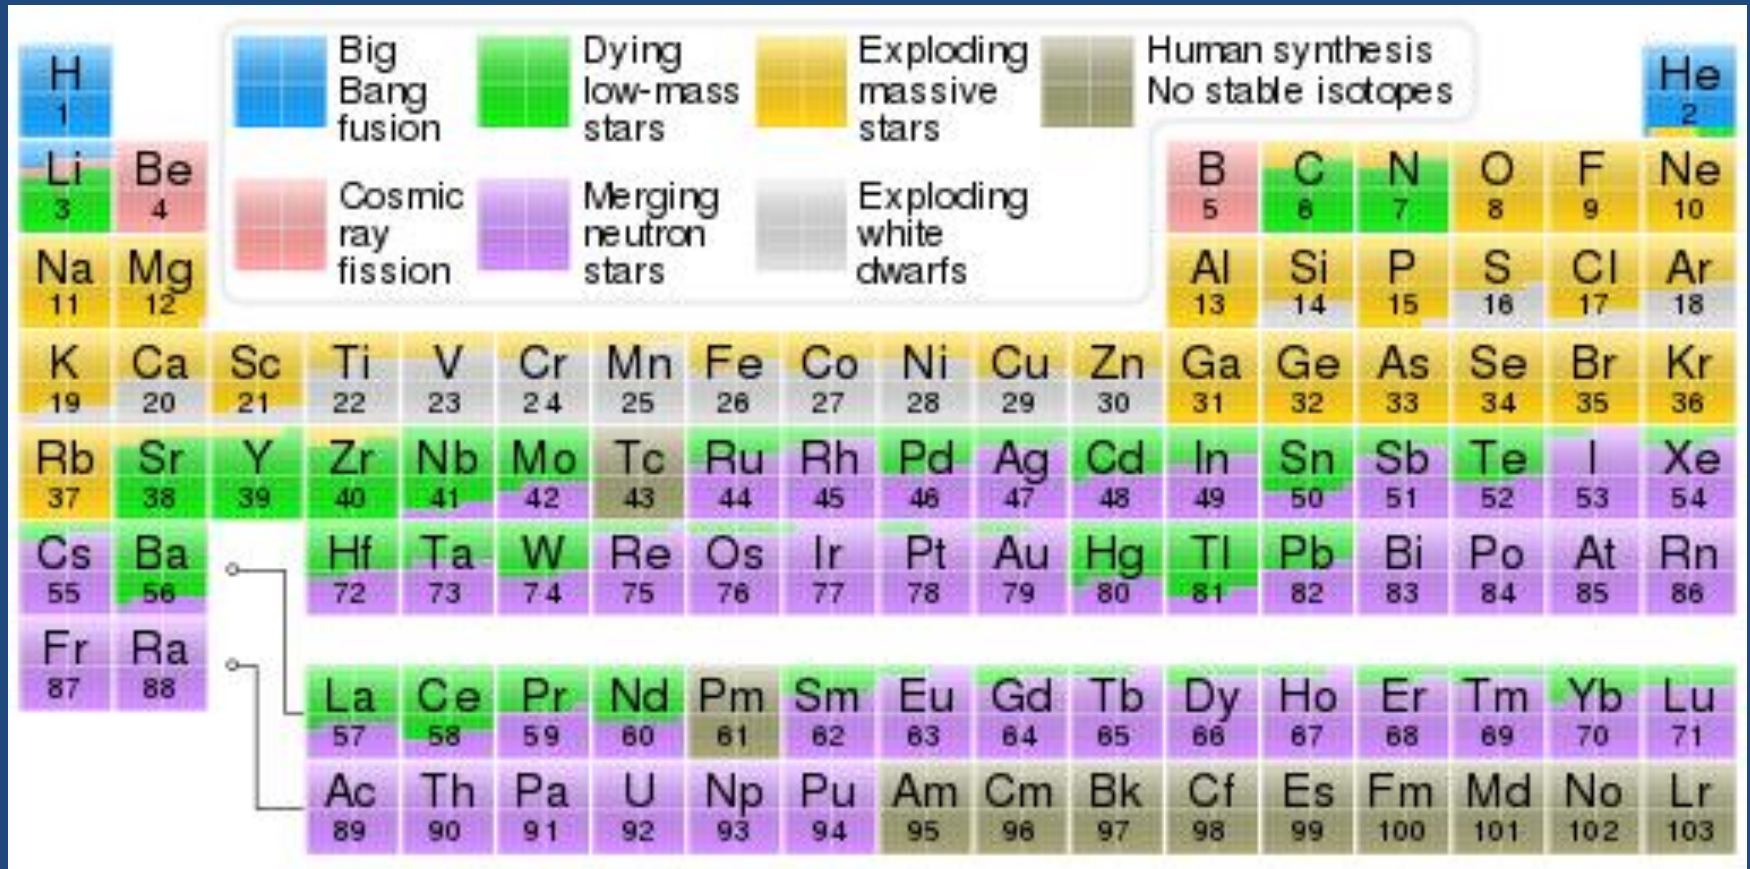 Big Bang fusion
Dying low-mass stars
Exploding massive stars
Human synthesis
No stable isotopes
Cosmic ray fission
Merging neutron stars
Exploding white dwarfs
H He
1 2
Li Be B C N O F Ne
3 4 5 6 7 8 9 10
Na Mg Al Si P S Cl Ar
11 12 13 14 15 16 17 18
K Ca Sc Ti V Cr Mn Fe Co Ni Cu Zn Ga Ge As Se Br Kr
19 20 21 22 23 24 25 26 27 28 29 30 31 32 33 34 35 36
Rb Sr Y Zr Nb Mo Tc Ru Rh Pd Ag Cd In Sn Sb Te I Xe
37 38 39 40 41 42 43 44 45 46 47 48 49 50 51 52 53 54
Cs Ba Hf Ta W Re Os Ir Pt Au Hg Tl Pb Bi Po At Rn
55 56 72 73 74 75 76 77 78 79 80 81 82 83 84 85 86
Fr Ra
87 88
La Ce Pr Nd Pm Sm Eu Gd Tb Dy Ho Er Tm Yb Lu
57 58 59 60 61 62 63 64 65 66 67 68 69 70 71
Ac Th Pa U Np Pu Am Cm Bk Cf Es Fm Md No Lr
89 90 91 92 93 94 95 96 97 98 99 100 101 102 103